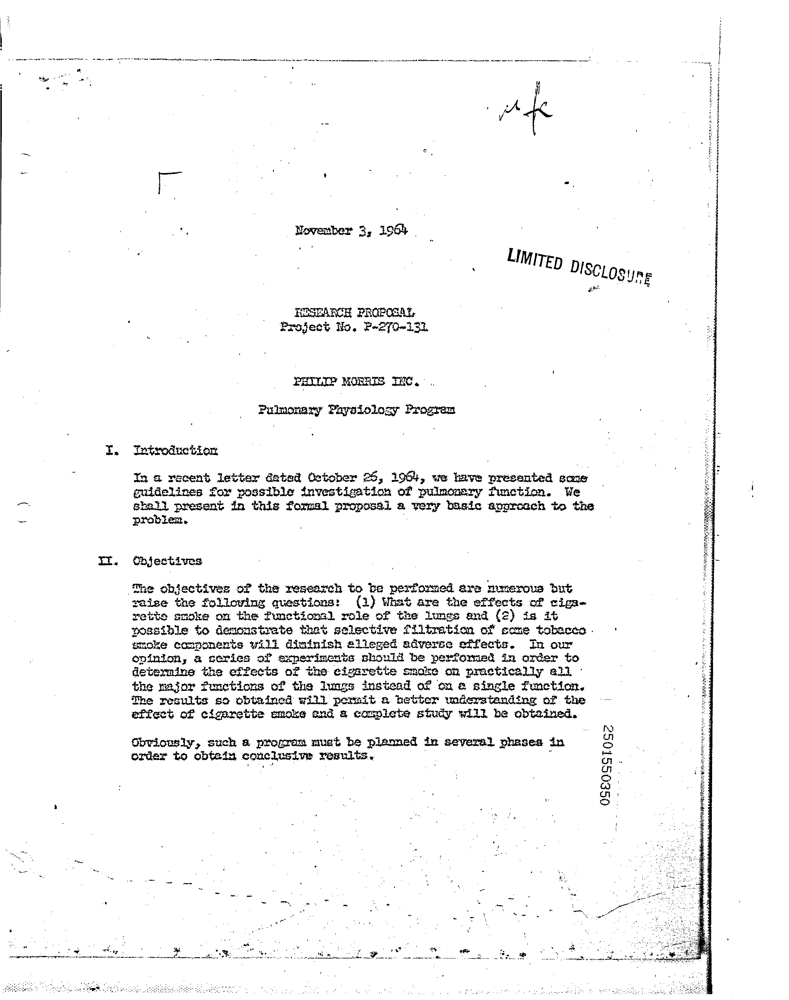 November 3, 1964
LIMITED DISCLOSURE
RESEARCH PROPOSAL
Project No. P-270-131
PHILIP MORRIS INC.
Pulmonary Physiology Program
I. Introduction
In a recent letter dated October 26, 1964, we have presented some
guidelines for possible investigation of pulmonary function. We
shall present in this formal proposal a very basic approach to the
problem.
II. Objectives
The objectives of the research to be performed are numerous but
raise the following questions: (1) What are the effects of ciga-
rette smoke on the functional role of the lungs and (2) is it
possible to demonstrate that selective filtration of some tobacco
smoke components will diminish alleged adverse effects. In our
opinion, a series of experiments should be performed in order to
determine the effects of the cigarette smoke on practically all
the major functions of the lungs instead of on a single function.
The results so obtained will permit a better understanding of the
effect of cigarette smoke and a complete study will be obtained.
Obviously, such a program must be planned in several phases in
order to obtain conclusive results.
2501550350